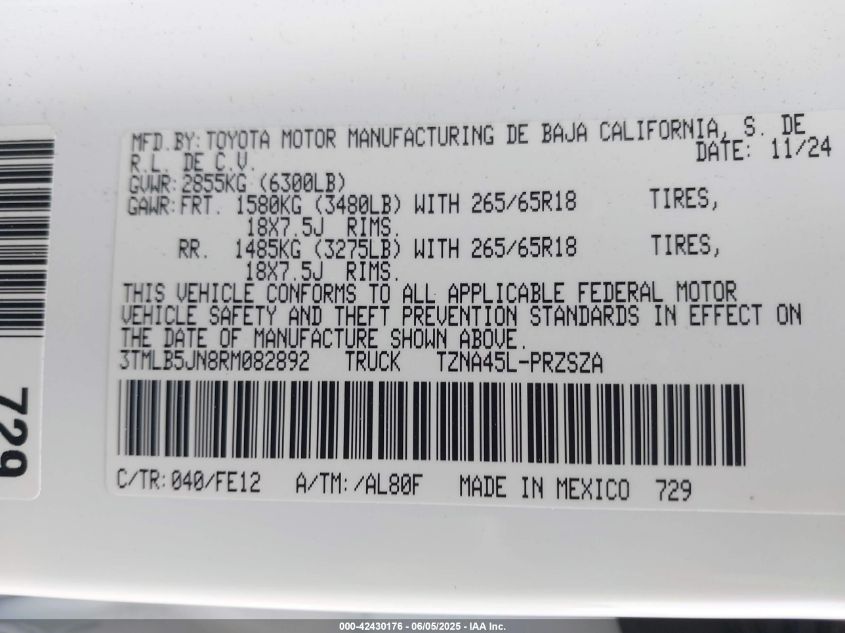 MFD.BY:TOYOTA MOTOR MANUFACTURING DE BAJA CALIFORNIA, S. DE
R.L. DE C.V. DATE: 11/24
GVWR:2855KG (6300LB)
GAWR:FRT. 1580KG (3480LB) WITH 265/65R18 TIRES,
18X7.5J RIMS.
RR. 1485KG (3275LB) WITH 265/65R18 TIRES,
18X7.5J RIMS.
THIS VEHICLE CONFORMS TO ALL APPLICABLE FEDERAL MOTOR
VEHICLE SAFETY AND THEFT PREVENTION STANDARDS IN EFFECT ON
THE DATE OF MANUFACTURE SHOWN ABOVE.
3TMLB5JN8RM082892 TRUCK TZNA45L-PRZSZA
C/TR:040/FE12 A/TM:/AL80F MADE IN MEXICO 729
729
000-42430176 - 06/05/2025 - IAA Inc.